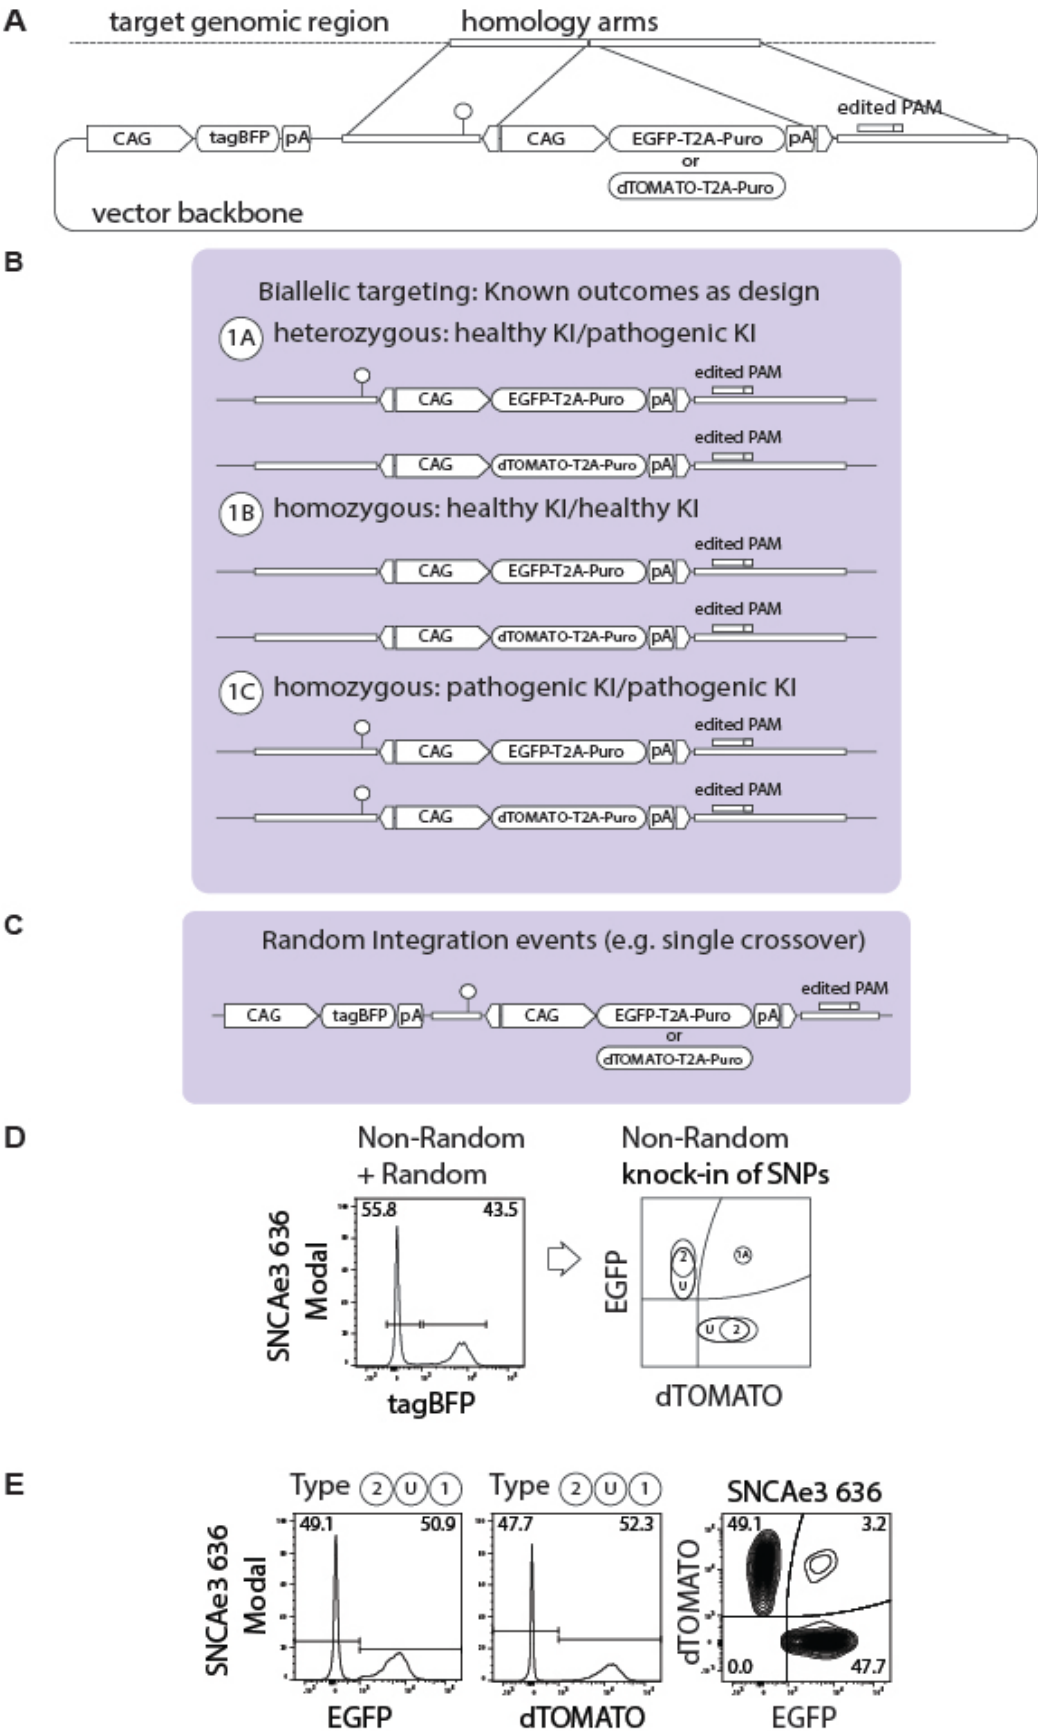 A
target genomic region
homology arms
edited PAM
CAG
tagBFP
pA
CAG
EGFP-T2A-Puro
pA
or
dTOMATO-T2A-Puro
vector backbone
B
Biallelic targeting: Known outcomes as design
1A heterozygous: healthy KI/pathogenic KI
edited PAM
CAG EGFP-T2A-Puro pA
edited PAM
CAG dTOMATO-T2A-Puro pA
1B homozygous: healthy KI/healthy KI
edited PAM
CAG EGFP-T2A-Puro pA
edited PAM
CAG dTOMATO-T2A-Puro pA
1C homozygous: pathogenic KI/pathogenic KI
edited PAM
CAG EGFP-T2A-Puro pA
edited PAM
CAG dTOMATO-T2A-Puro pA
C
Random Integration events (e.g. single crossover)
edited PAM
CAG tagBFP pA CAG EGFP-T2A-Puro pA
or
dTOMATO-T2A-Puro
D
Non-Random
+ Random
55.8 43.5
SNCAe3 636
Modal
tagBFP
Non-Random
knock-in of SNPs
EGFP
2
U
1A
U 2
dTOMATO
E
Type 2 U 1
49.1 50.9
SNCAe3 636
Modal
EGFP
Type 2 U 1
47.7 52.3
dTOMATO
SNCAe3 636
49.1 3.2
dTOMATO
0.0 47.7
EGFP